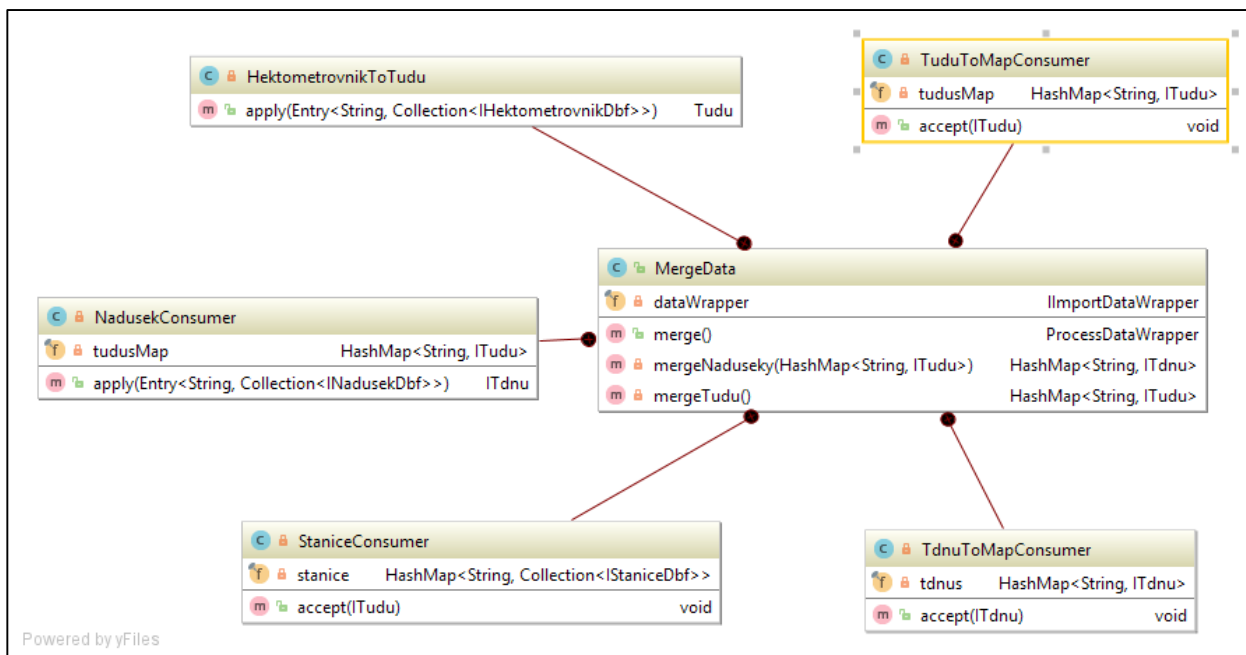 HektometrovnikToTudu
apply(Entry<String, Collection<IHektometrovnikDbf>>) Tudu
TuduToMapConsumer
tudusMap HashMap<String, ITudu>
accept(ITudu) void
MergeData
dataWrapper IImportDataWrapper
merge() ProcessDataWrapper
mergeNaduseky(HashMap<String, ITudu>) HashMap<String, ITdnu>
mergeTudu() HashMap<String, ITudu>
NadusekConsumer
tudusMap HashMap<String, ITudu>
apply(Entry<String, Collection<INadusekDbf>>) ITdnu
StaniceConsumer
stanice HashMap<String, Collection<IStaniceDbf>>
accept(ITudu) void
TdnuToMapConsumer
tdnus HashMap<String, ITdnu>
accept(ITdnu) void
Powered by yFiles